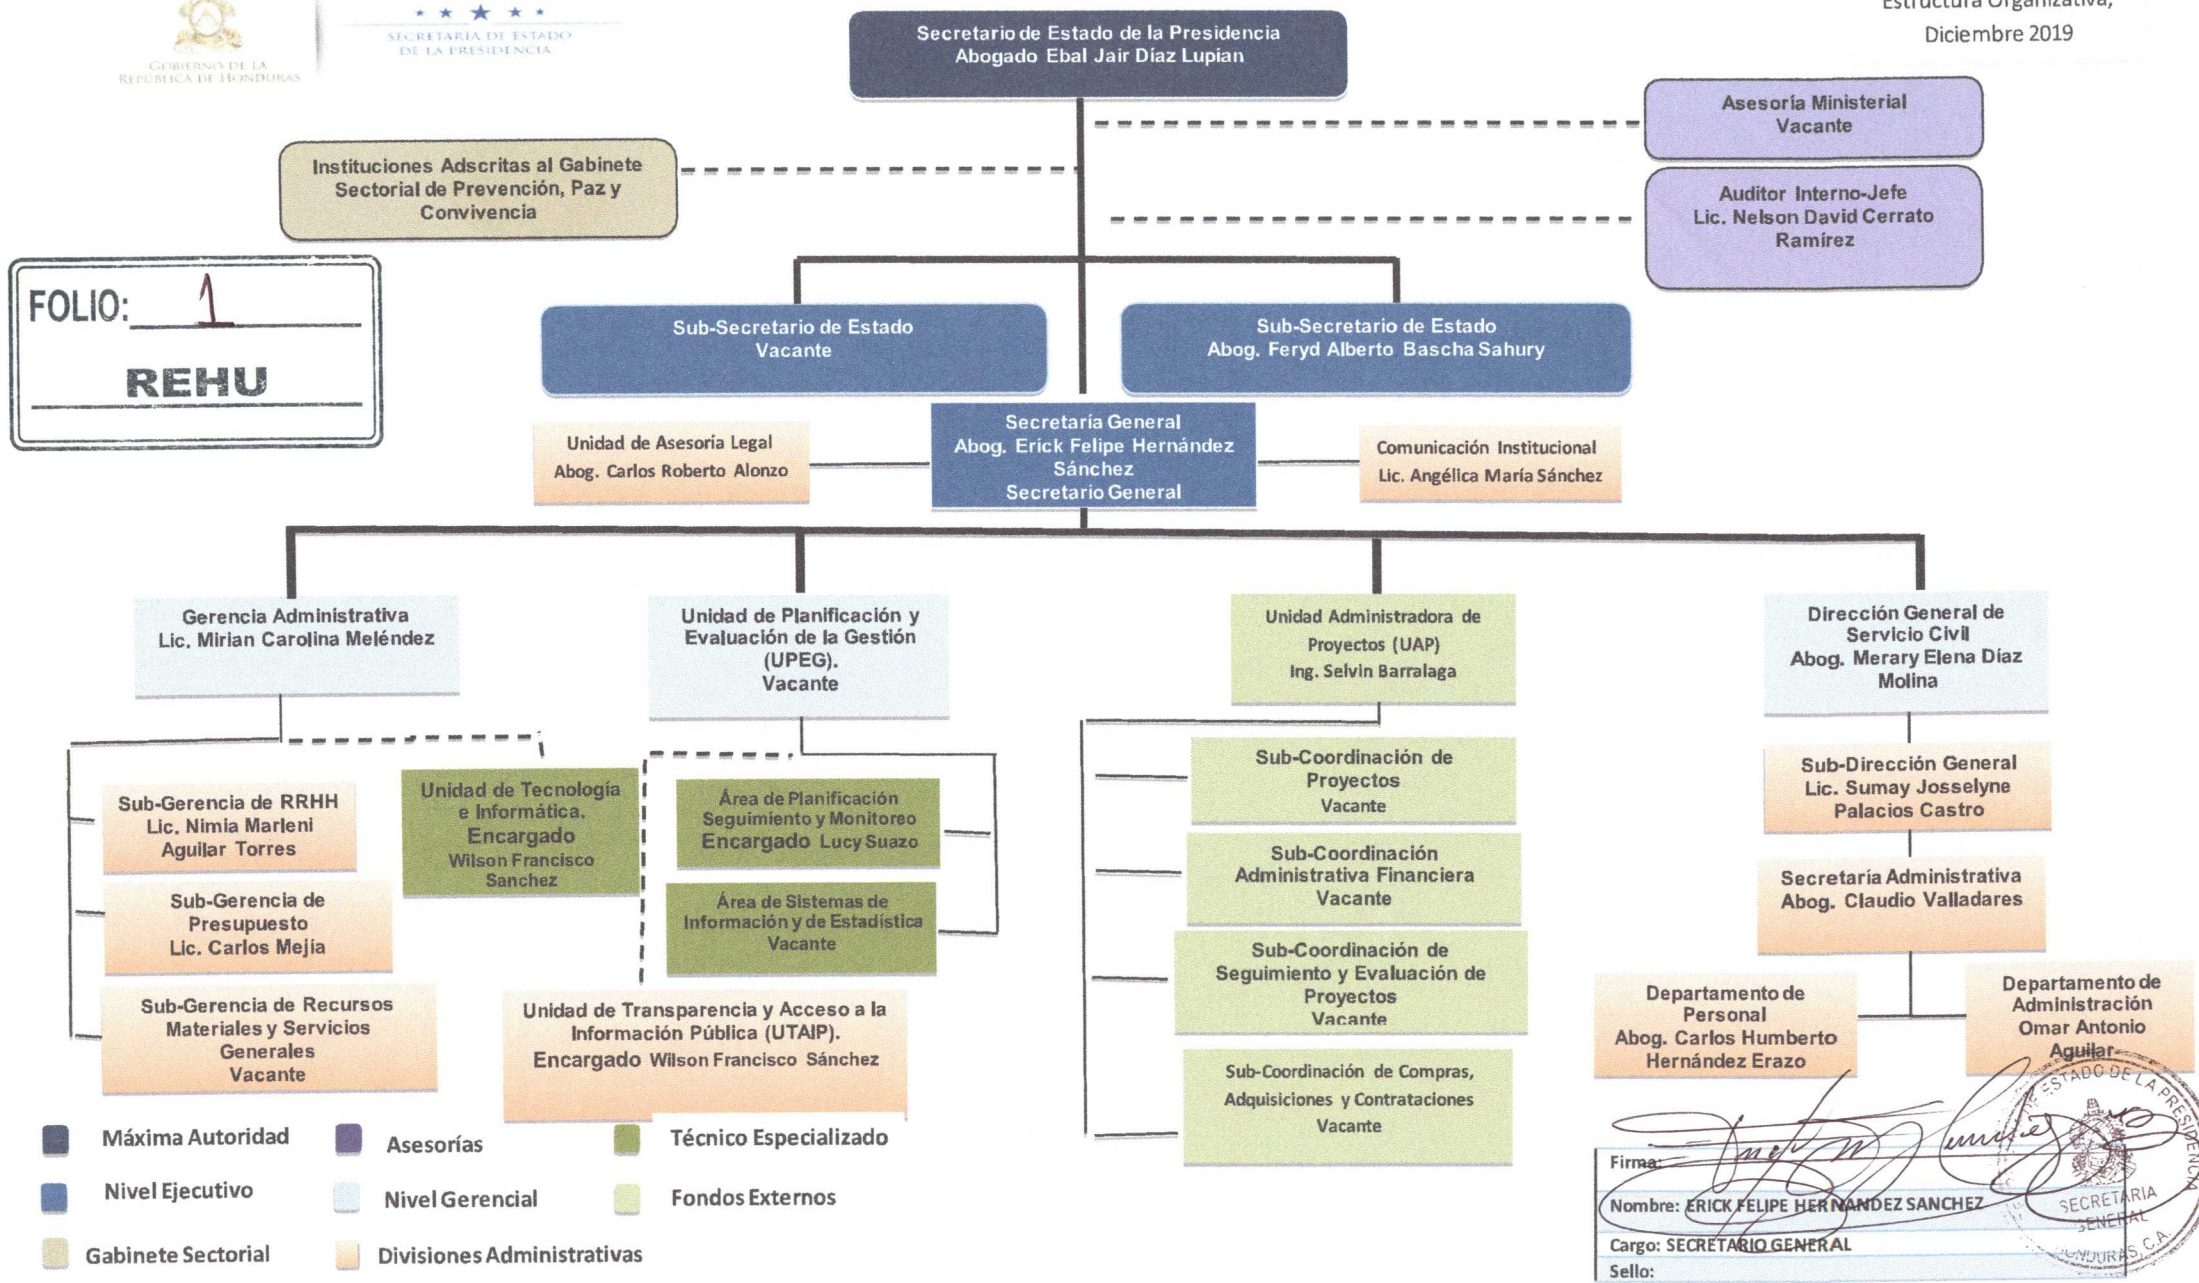 GOBIERNO DE LA
REPÚBLICA DE HONDURAS
SECRETARÍA DE ESTADO
DE LA PRESIDENCIA
Estructura Organizativa,
Diciembre 2019
Secretario de Estado de la Presidencia
Abogado Ebal Jair Díaz Lupian
Asesoría Ministerial
Vacante
Instituciones Adscritas al Gabinete
Sectorial de Prevención, Paz y
Convivencia
Auditor Interno-Jefe
Lic. Nelson David Cerrato
Ramírez
FOLIO: 1
REHU
Sub-Secretario de Estado
Vacante
Sub-Secretario de Estado
Abog. Feryd Alberto Bascha Sahury
Unidad de Asesoría Legal
Abog. Carlos Roberto Alonzo
Secretaría General
Abog. Erick Felipe Hernández
Sánchez
Secretario General
Comunicación Institucional
Lic. Angélica María Sánchez
Gerencia Administrativa
Lic. Mirian Carolina Meléndez
Unidad de Planificación y
Evaluación de la Gestión
(UPEG).
Vacante
Unidad Administradora de
Proyectos (UAP)
Ing. Selvin Barralaga
Dirección General de
Servicio Civil
Abog. Merary Elena Díaz
Molina
Sub-Gerencia de RRHH
Lic. Nimia Marleni
Aguilar Torres
Unidad de Tecnología
e Informática.
Encargado
Wilson Francisco
Sanchez
Área de Planificación
Seguimiento y Monitoreo
Encargado Lucy Suazo
Sub-Coordinación de
Proyectos
Vacante
Sub-Dirección General
Lic. Sumay Josselyne
Palacios Castro
Sub-Gerencia de
Presupuesto
Lic. Carlos Mejía
Área de Sistemas de
Información y de Estadística
Vacante
Sub-Coordinación
Administrativa Financiera
Vacante
Secretaría Administrativa
Abog. Claudio Valladares
Sub-Gerencia de Recursos
Materiales y Servicios
Generales
Vacante
Unidad de Transparencia y Acceso a la
Información Pública (UTAIP).
Encargado Wilson Francisco Sánchez
Sub-Coordinación de
Seguimiento y Evaluación de
Proyectos
Vacante
Departamento de
Personal
Abog. Carlos Humberto
Hernández Erazo
Departamento de
Administración
Omar Antonio
Aguilar
Sub-Coordinación de Compras,
Adquisiciones y Contrataciones
Vacante
Máxima Autoridad
Asesorías
Técnico Especializado
Nivel Ejecutivo
Nivel Gerencial
Fondos Externos
Gabinete Sectorial
Divisiones Administrativas
Firma:
Nombre: ERICK FELIPE HERNANDEZ SANCHEZ
Cargo: SECRETARIO GENERAL
Sello:
DE ESTADO DE LA PRESIDENCIA
SECRETARIA
GENERAL
HONDURAS, C.A.